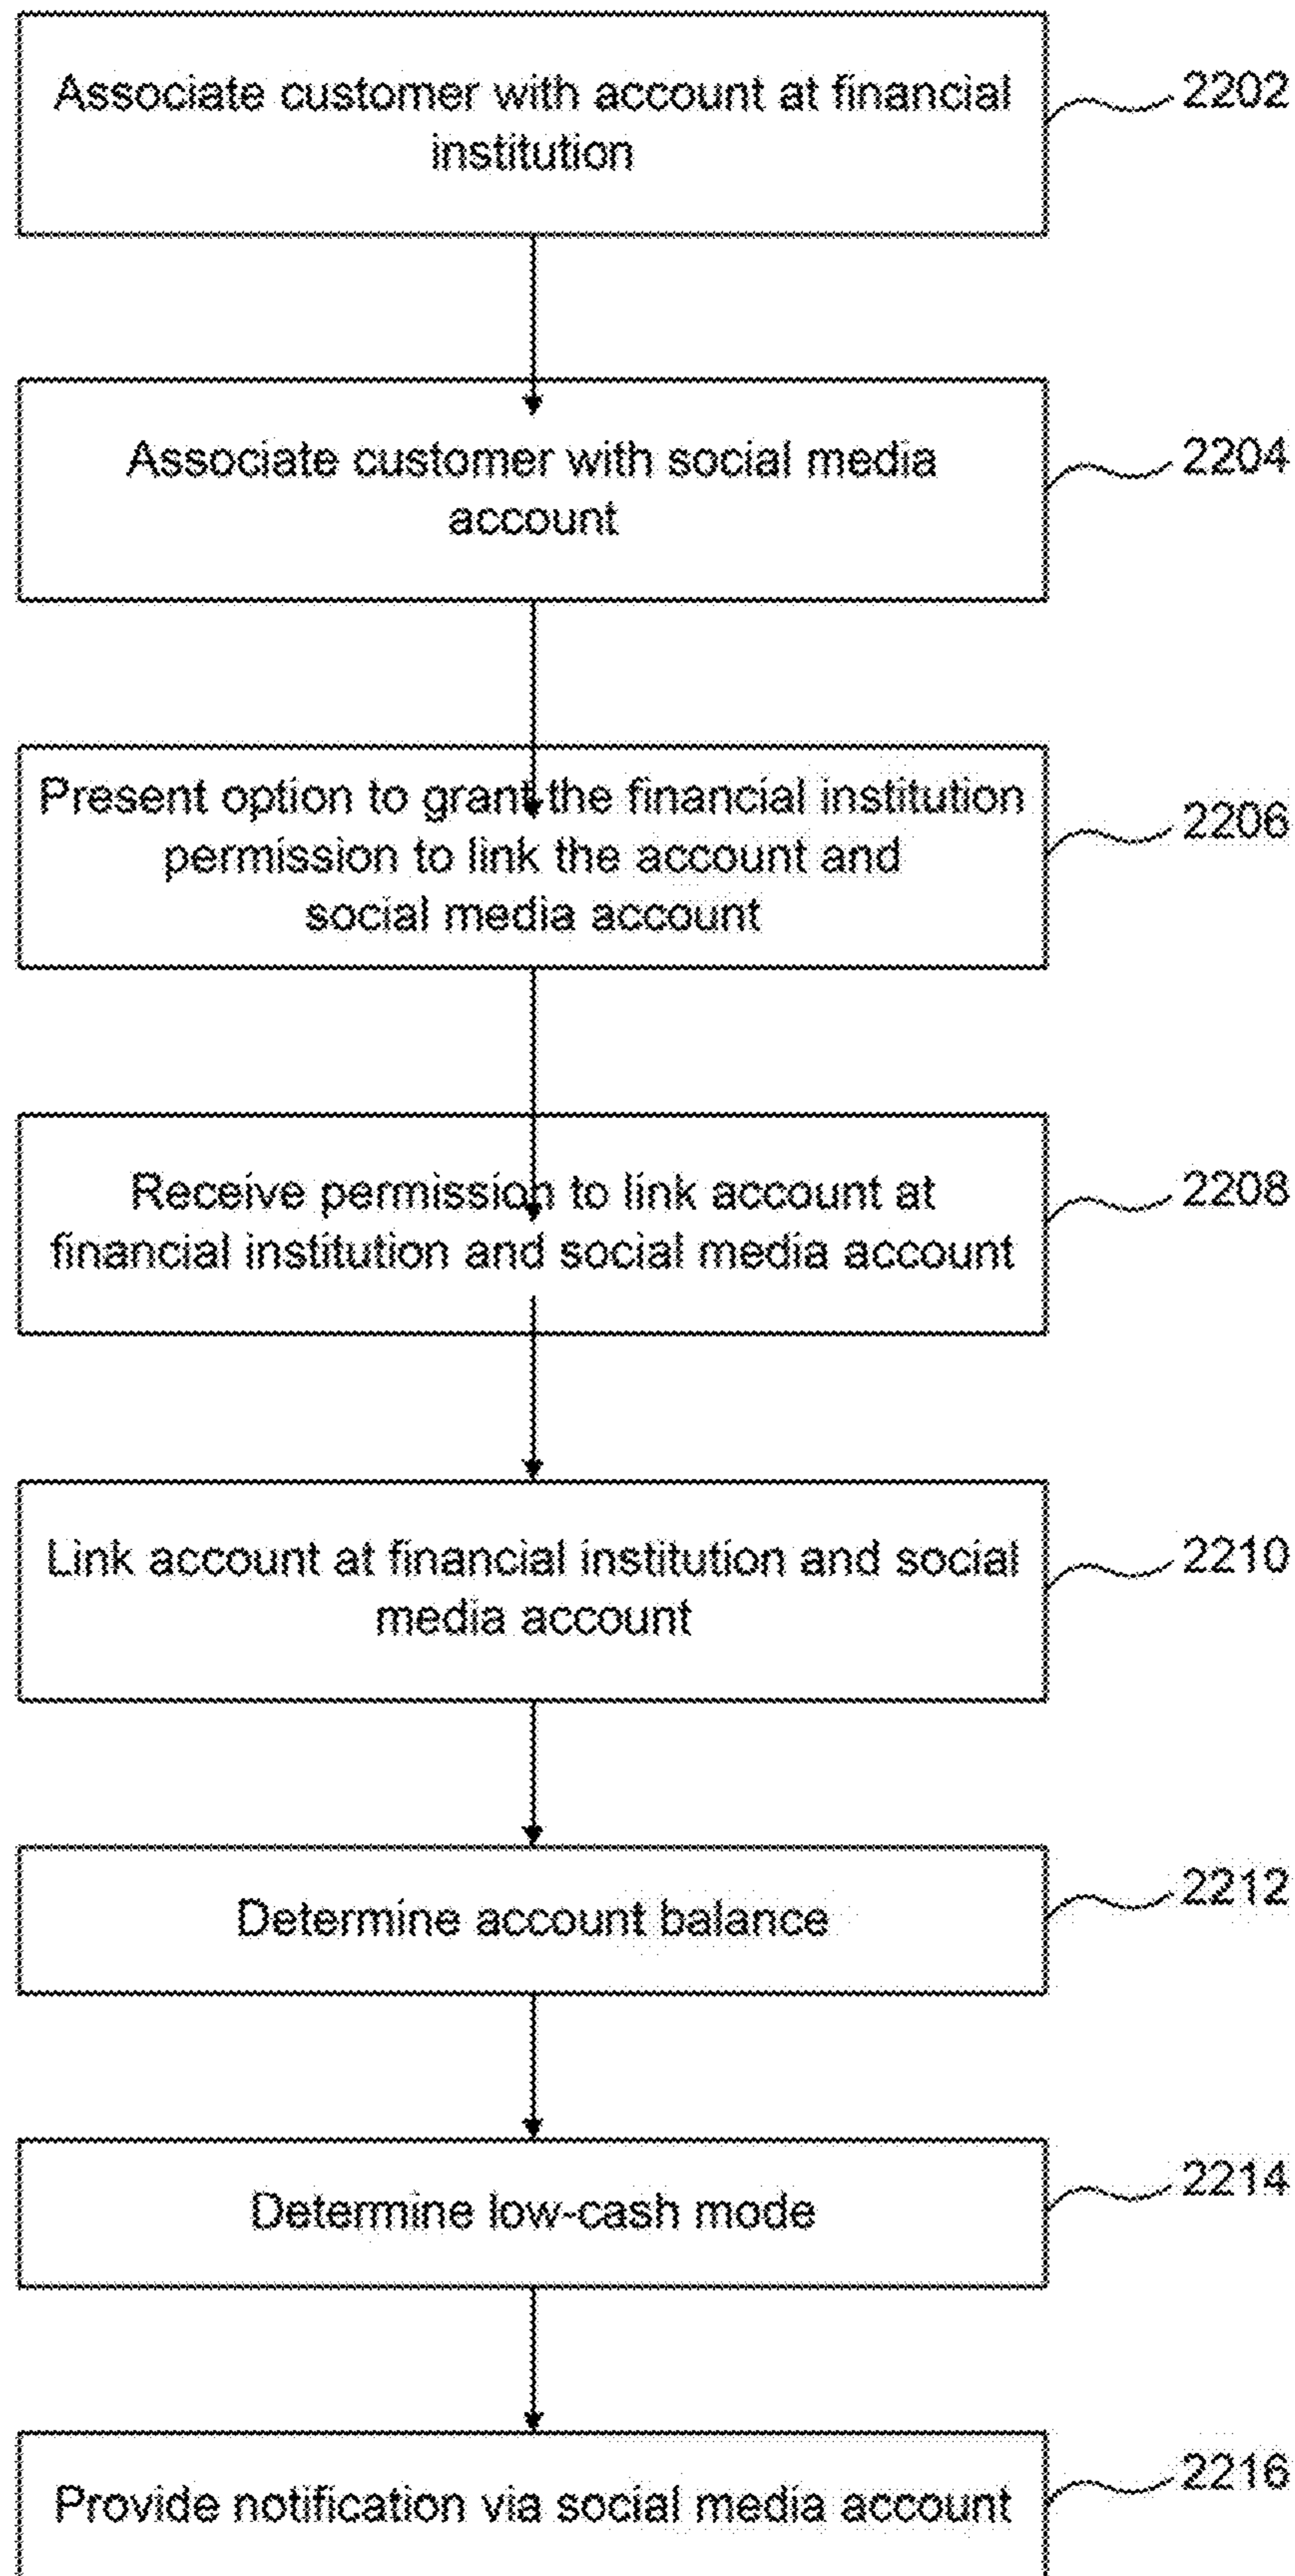 Associate customer with account at financial
institution
2202
Associate customer with social media
account
2204
Present option to grant the financial institution
permission to link the account and
social media account
2206
Receive permission to link account at
financial institution and social media account
2208
Link account at financial institution and social
media account
2210
Determine account balance
2212
Determine low-cash mode
2214
Provide notification via social media account
2216